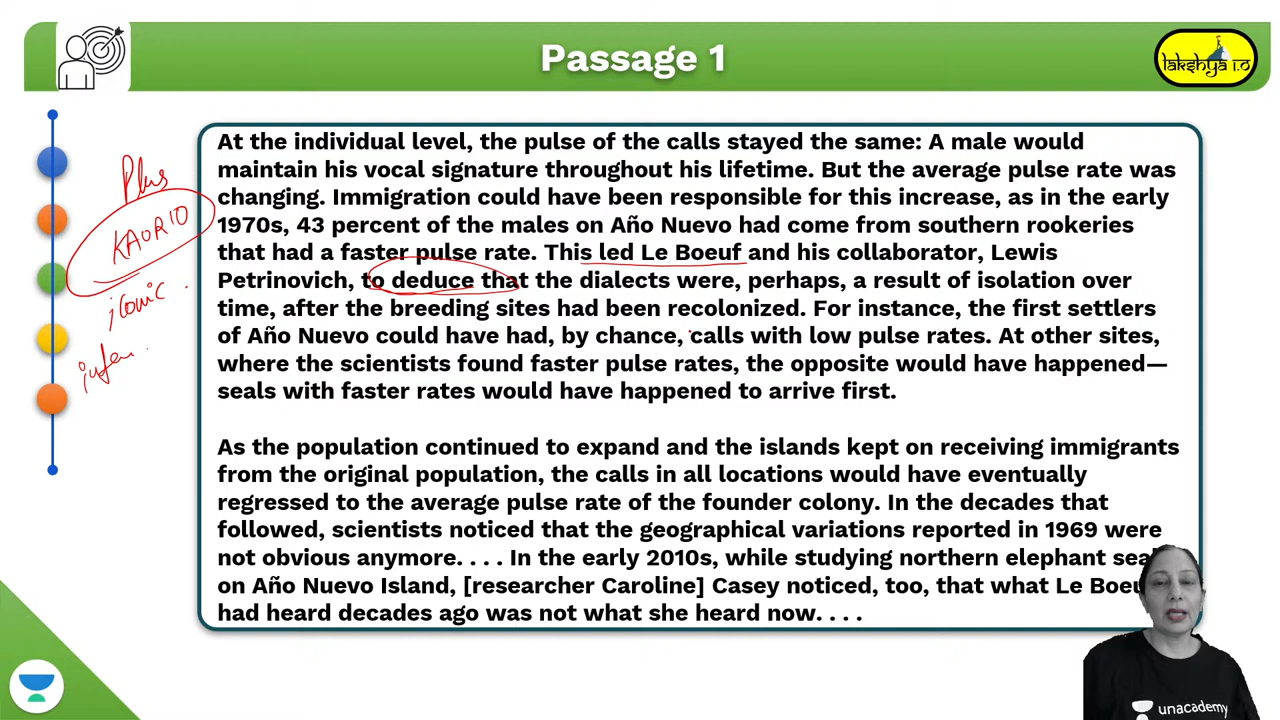 Passage 1
lakshya 1.0
Plus
KAOR10
iconic
At the individual level, the pulse of the calls stayed the same: A male would
maintain his vocal signature throughout his lifetime. But the average pulse rate was
changing. Immigration could have been responsible for this increase, as in the early
1970s, 43 percent of the males on Año Nuevo had come from southern rookeries
that had a faster pulse rate. This led Le Boeuf and his collaborator, Lewis
Petrinovich, to deduce that the dialects were, perhaps, a result of isolation over
time, after the breeding sites had been recolonized. For instance, the first settlers
of Año Nuevo could have had, by chance, calls with low pulse rates. At other sites,
where the scientists found faster pulse rates, the opposite would have happened—
seals with faster rates would have happened to arrive first.
As the population continued to expand and the islands kept on receiving immigrants
from the original population, the calls in all locations would have eventually
regressed to the average pulse rate of the founder colony. In the decades that
followed, scientists noticed that the geographical variations reported in 1969 were
not obvious anymore. . . . In the early 2010s, while studying northern elephant sea
on Año Nuevo Island, [researcher Caroline] Casey noticed, too, that what Le Boeu
had heard decades ago was not what she heard now. . . .
unacademy